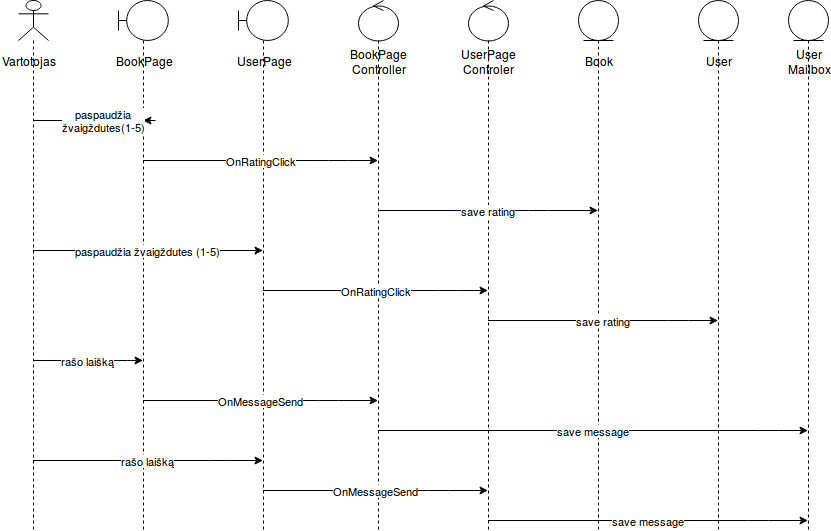 Vartotojas
BookPage
UserPage
BookPage
Controller
UserPage
Controler
Book
User
User
Mailbox
paspaudžia
žvaigždutes(1-5)
OnRatingClick
save rating
paspaudžia žvaigždutes (1-5)
OnRatingClick
save rating
rašo laišką
OnMessageSend
save message
rašo laišką
OnMessageSend
save message